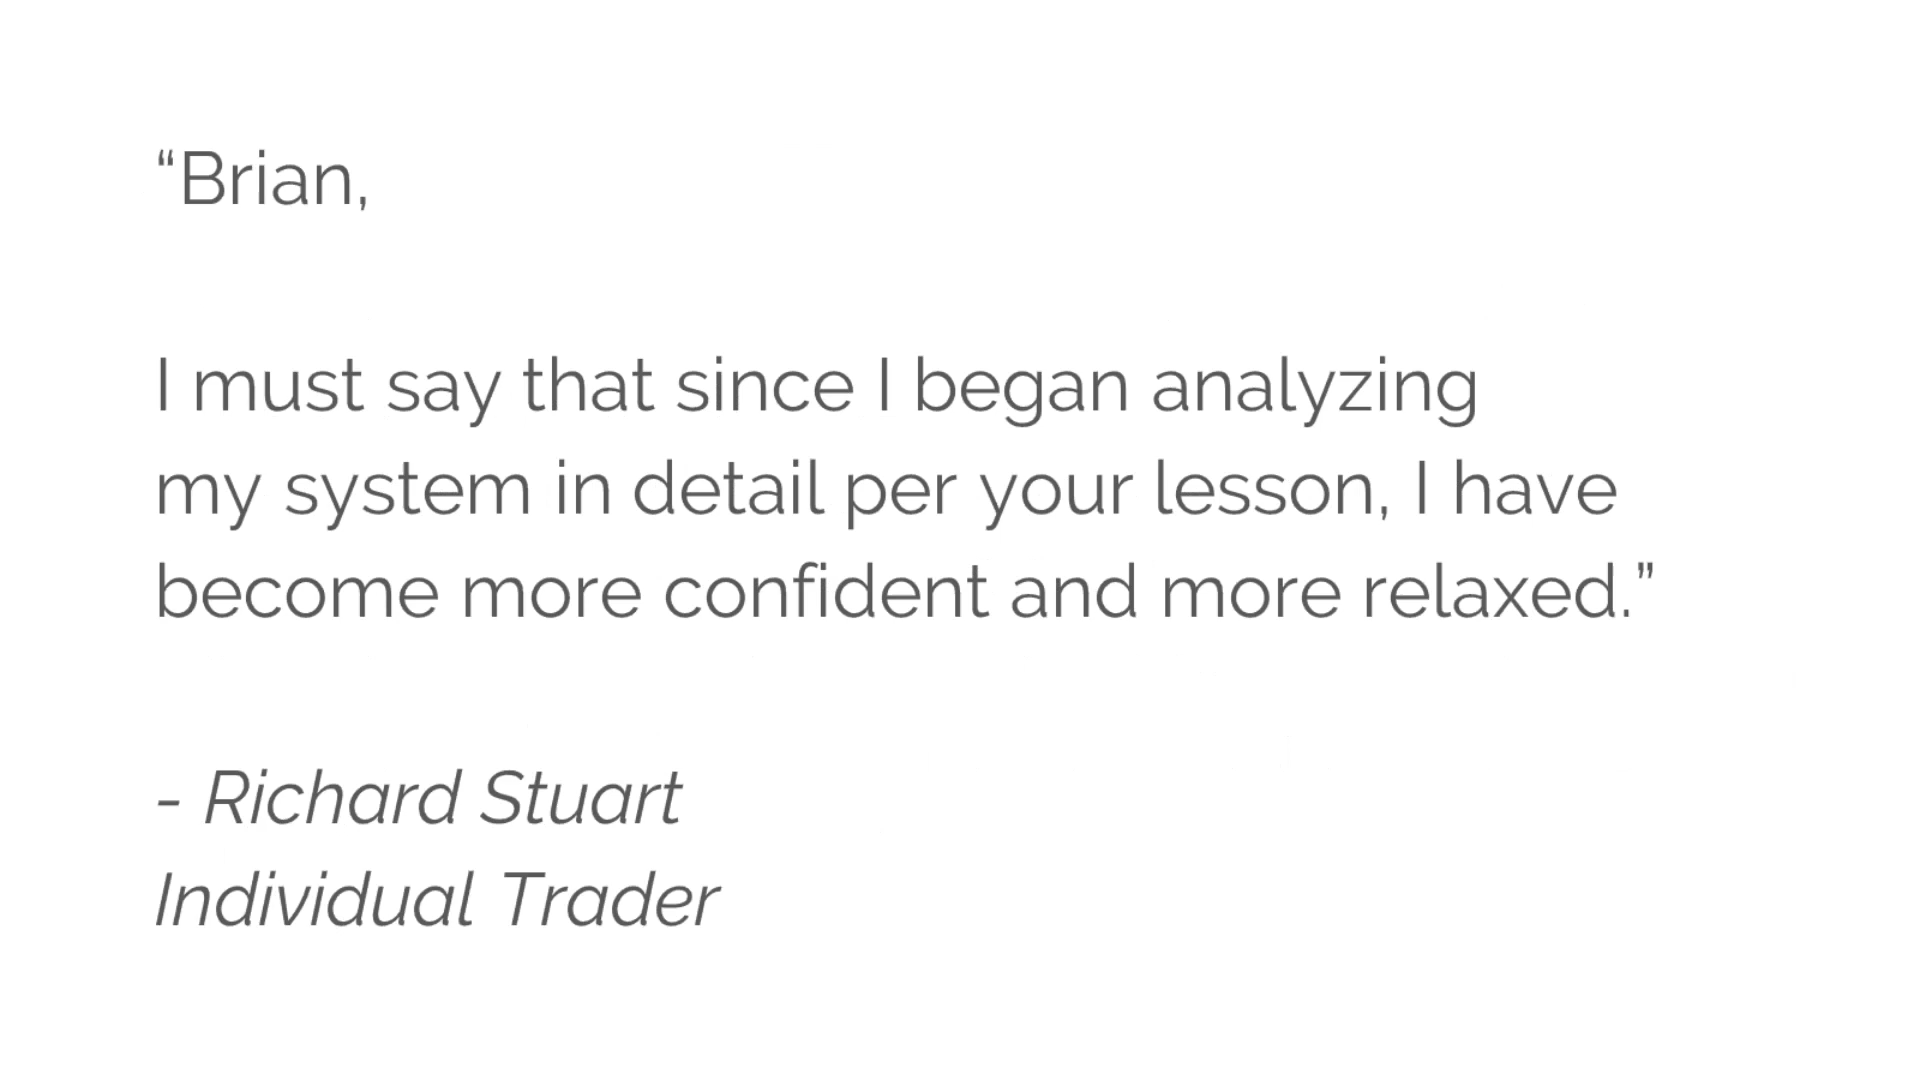 “Brian,
I must say that since I began analyzing
my system in detail per your lesson, I have
become more confident and more relaxed.”
- Richard Stuart
Individual Trader